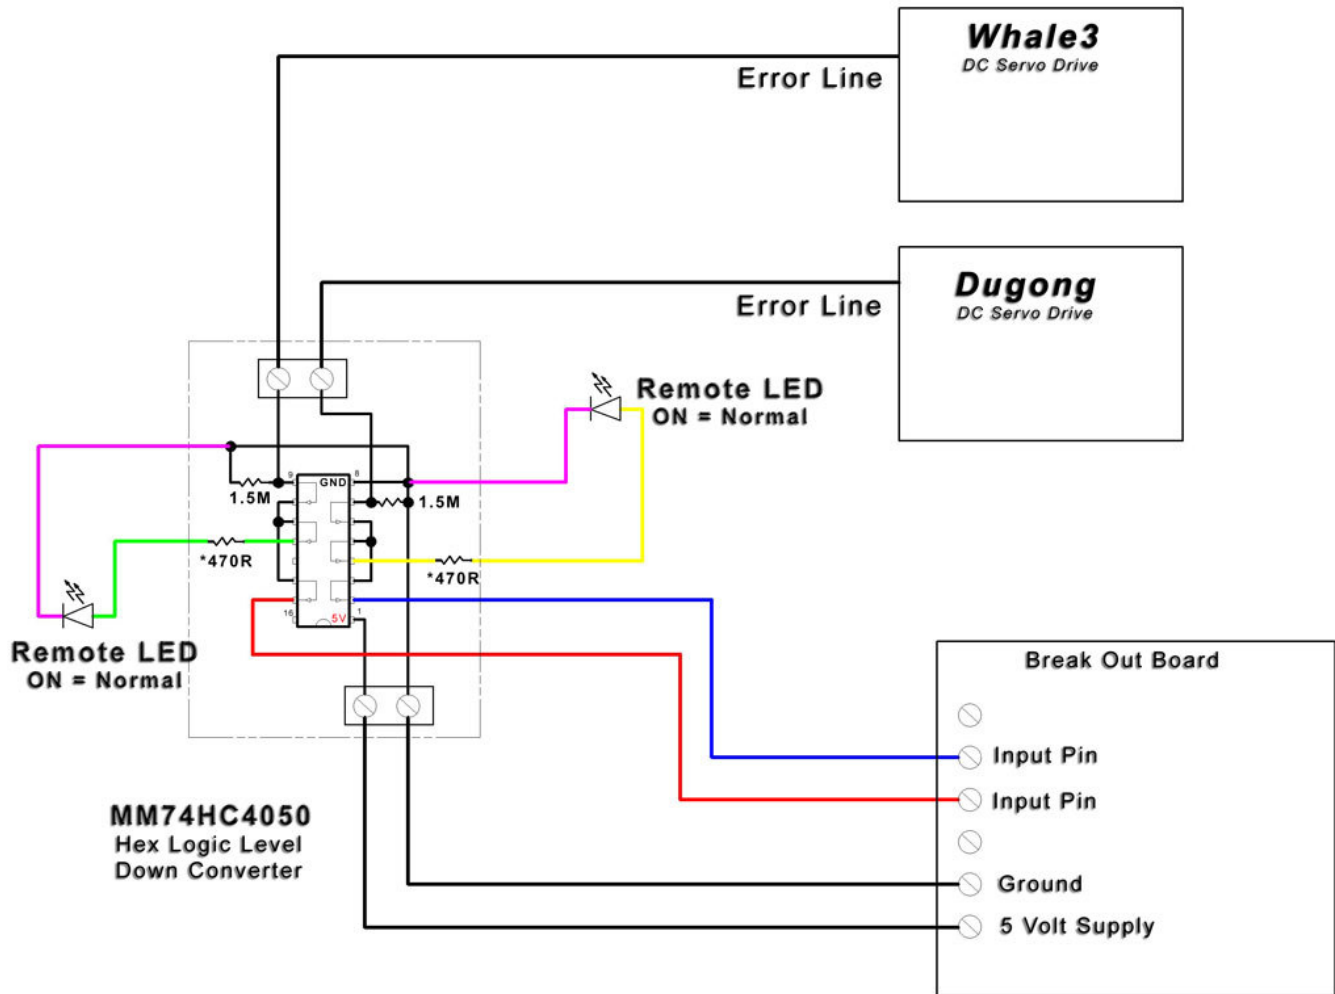 Whale3
DC Servo Drive
Error Line
Dugong
DC Servo Drive
Error Line
Remote LED
ON = Normal
9
GND
8
1.5M
1.5M
*470R
*470R
16
5V
1
Remote LED
ON = Normal
Break Out Board
Input Pin
Input Pin
MM74HC4050
Hex Logic Level
Down Converter
Ground
5 Volt Supply